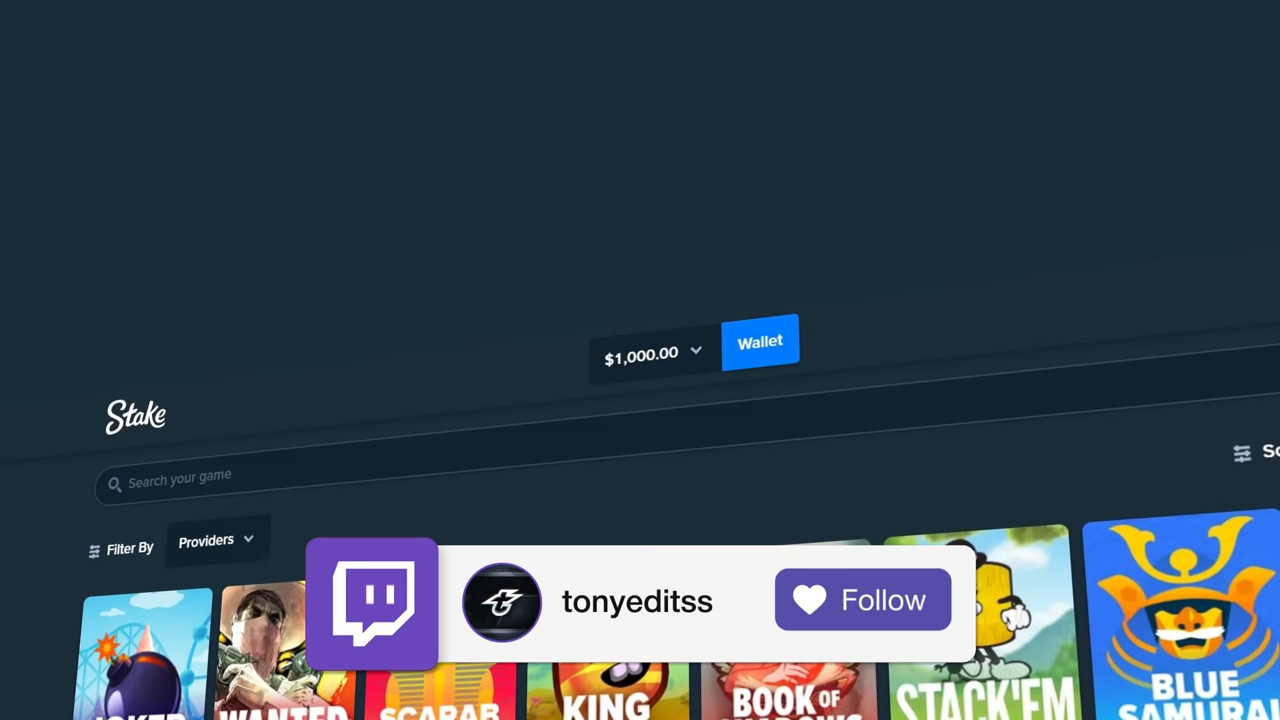 $1,000.00
Wallet
Stake
Search your game
Filter By
Providers
tonyeditss
Follow
WANTED
SCARAB
KING
BOOK OF
STACK'EM
BLUE
SAMURAI